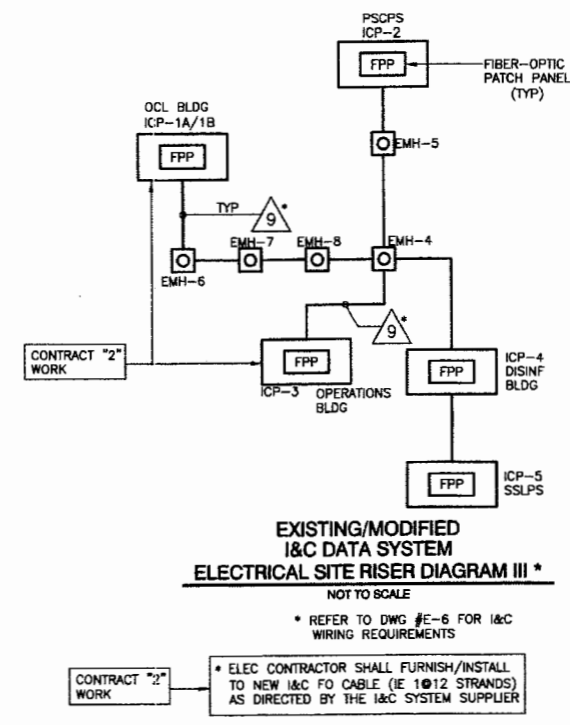 PSCPS
ICP-2
FPP
FIBER-OPTIC
PATCH PANEL
(TYP)
OCL BLDG
ICP-1A/1B
FPP
EMH-5
TYP
9*
EMH-7
EMH-8
EMH-4
EMH-6
9*
CONTRACT "2"
WORK
FPP
ICP-3
OPERATIONS
BLDG
FPP
ICP-4
DISINF
BLDG
FPP
ICP-5
SSLPS
EXISTING/MODIFIED
I&C DATA SYSTEM
ELECTRICAL SITE RISER DIAGRAM III *
NOT TO SCALE
* REFER TO DWG #E-6 FOR I&C
WIRING REQUIREMENTS
CONTRACT "2"
WORK
* ELEC CONTRACTOR SHALL FURNISH/INSTALL
TO NEW I&C FO CABLE (IE 1@12 STRANDS)
AS DIRECTED BY THE I&C SYSTEM SUPPLIER